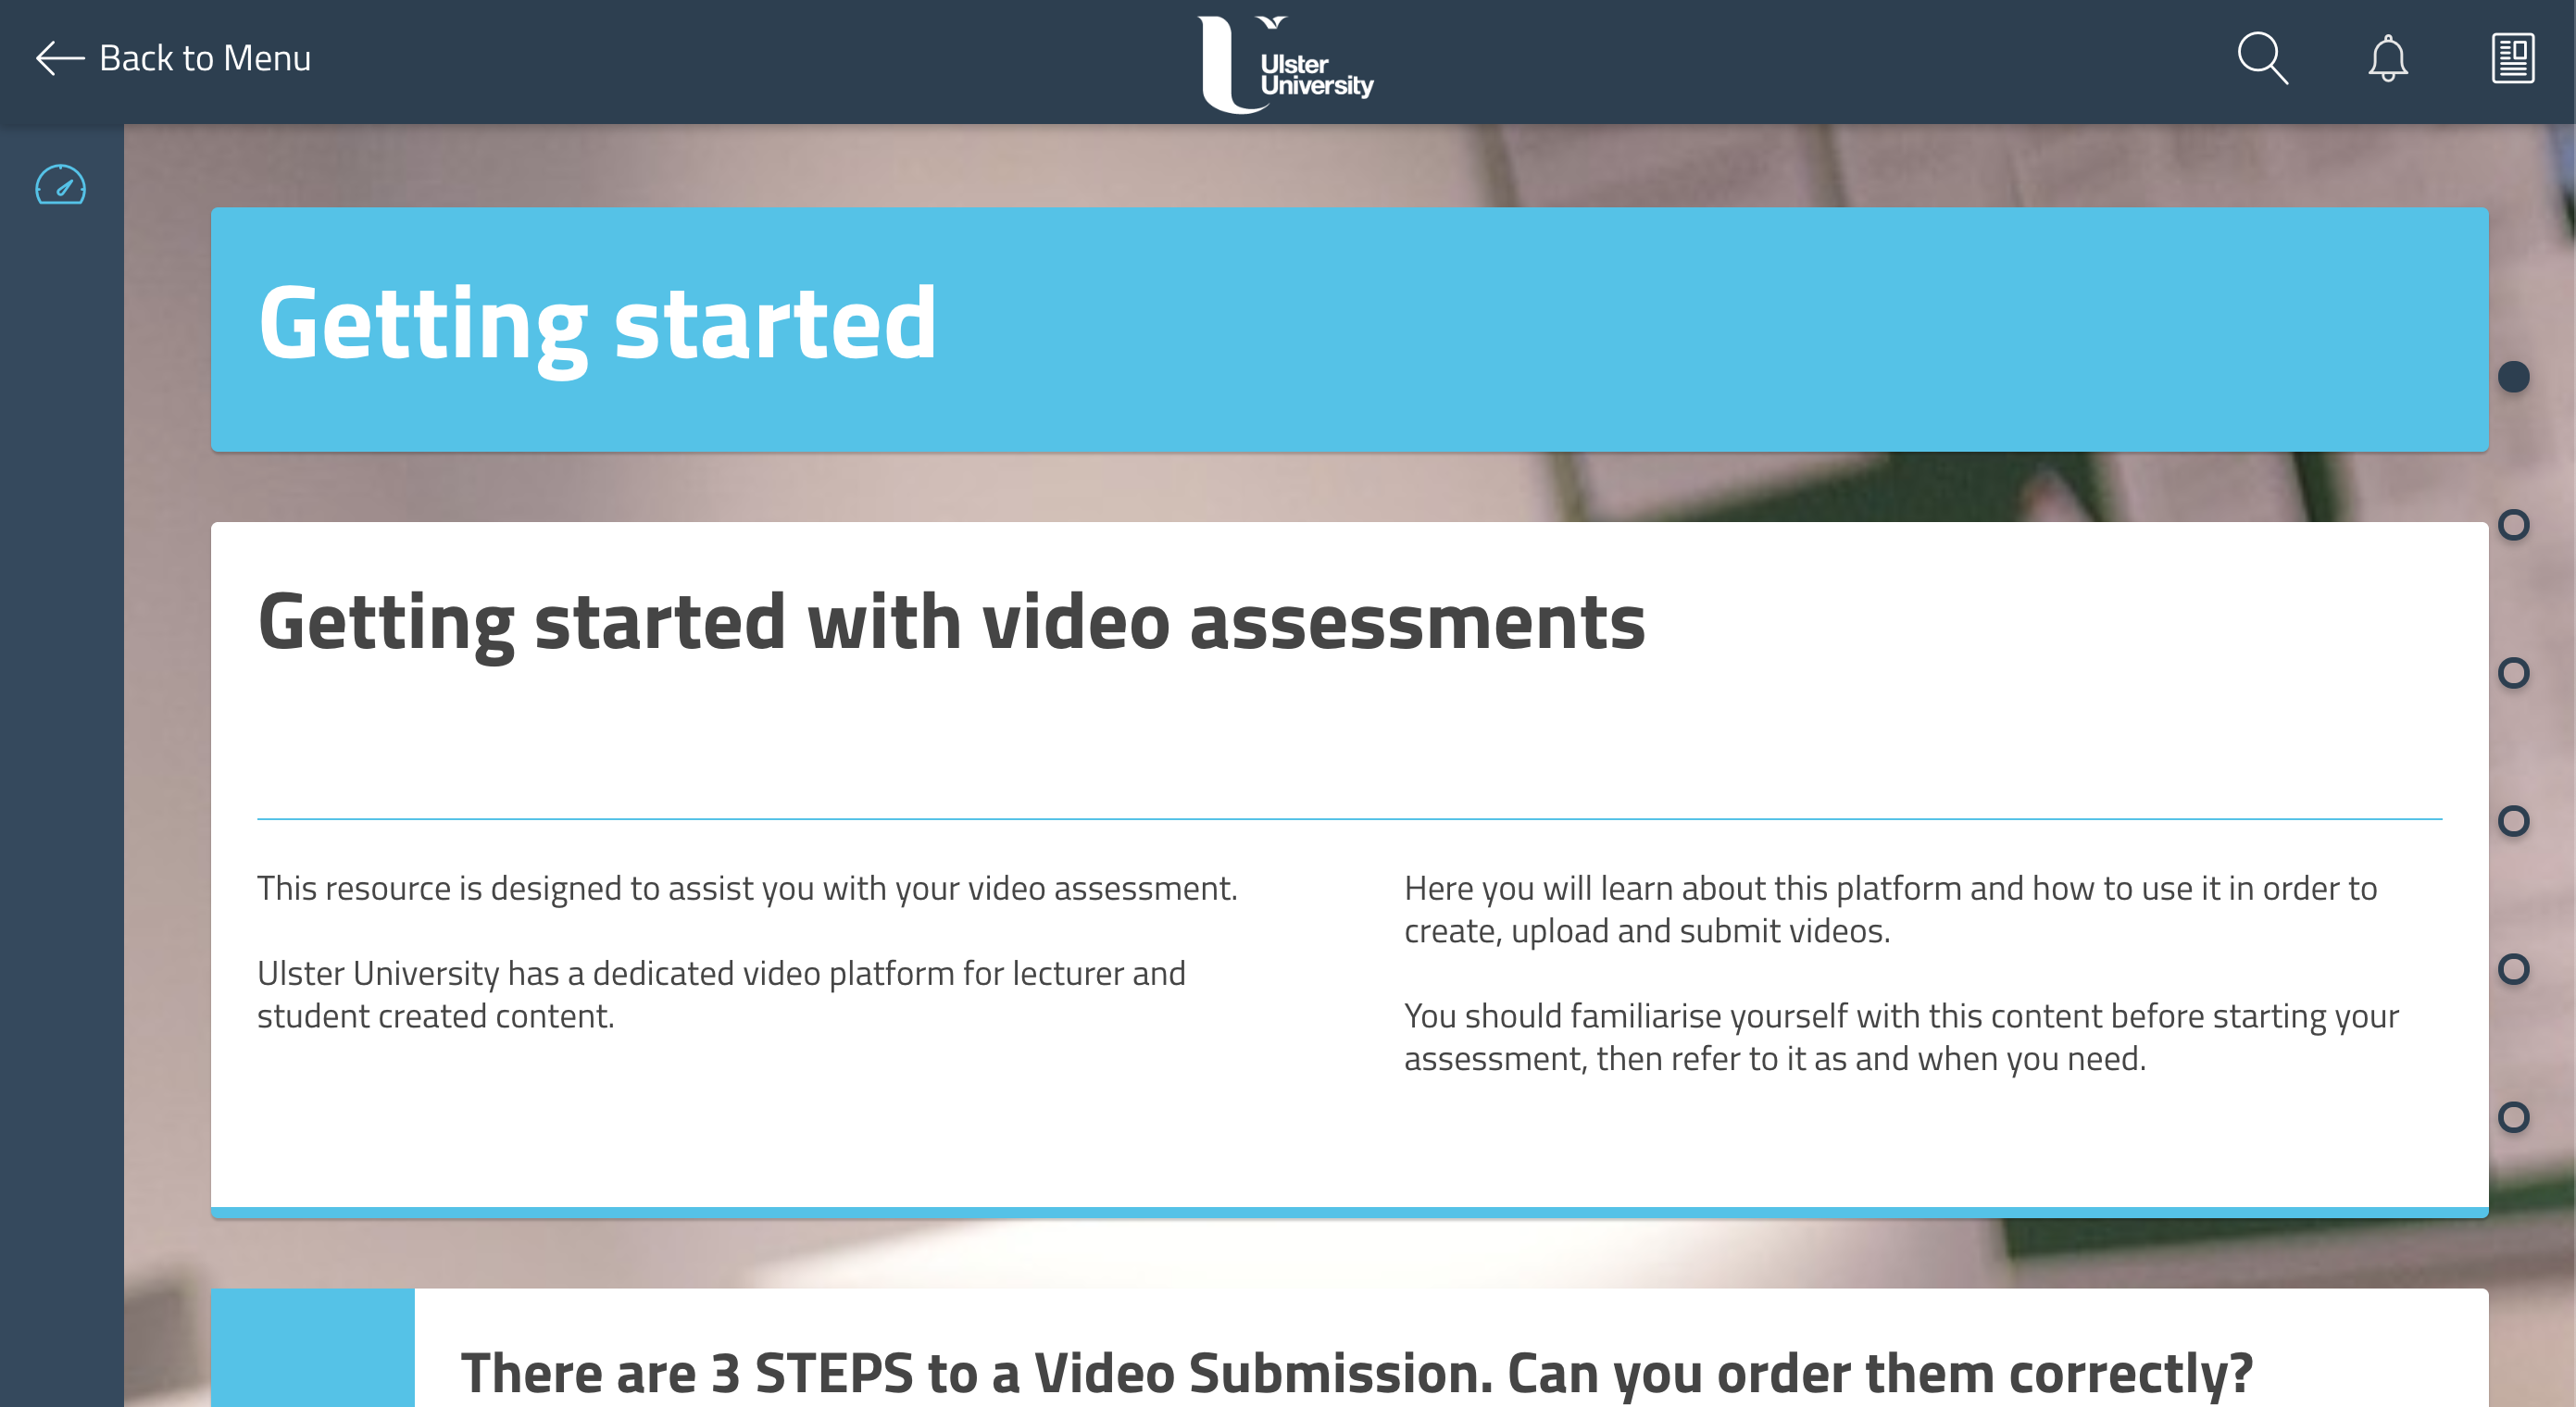 Back to Menu
Ulster
University
Getting started
Getting started with video assessments
This resource is designed to assist you with your video assessment.
Ulster University has a dedicated video platform for lecturer and
student created content.
Here you will learn about this platform and how to use it in order to
create, upload and submit videos.
You should familiarise yourself with this content before starting your
assessment, then refer to it as and when you need.
There are 3 STEPS to a Video Submission. Can you order them correctly?